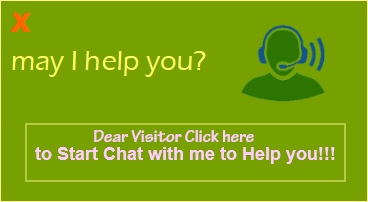 X
may I help you?
Dear Visitor Click here
to Start Chat with me to Help you!!!